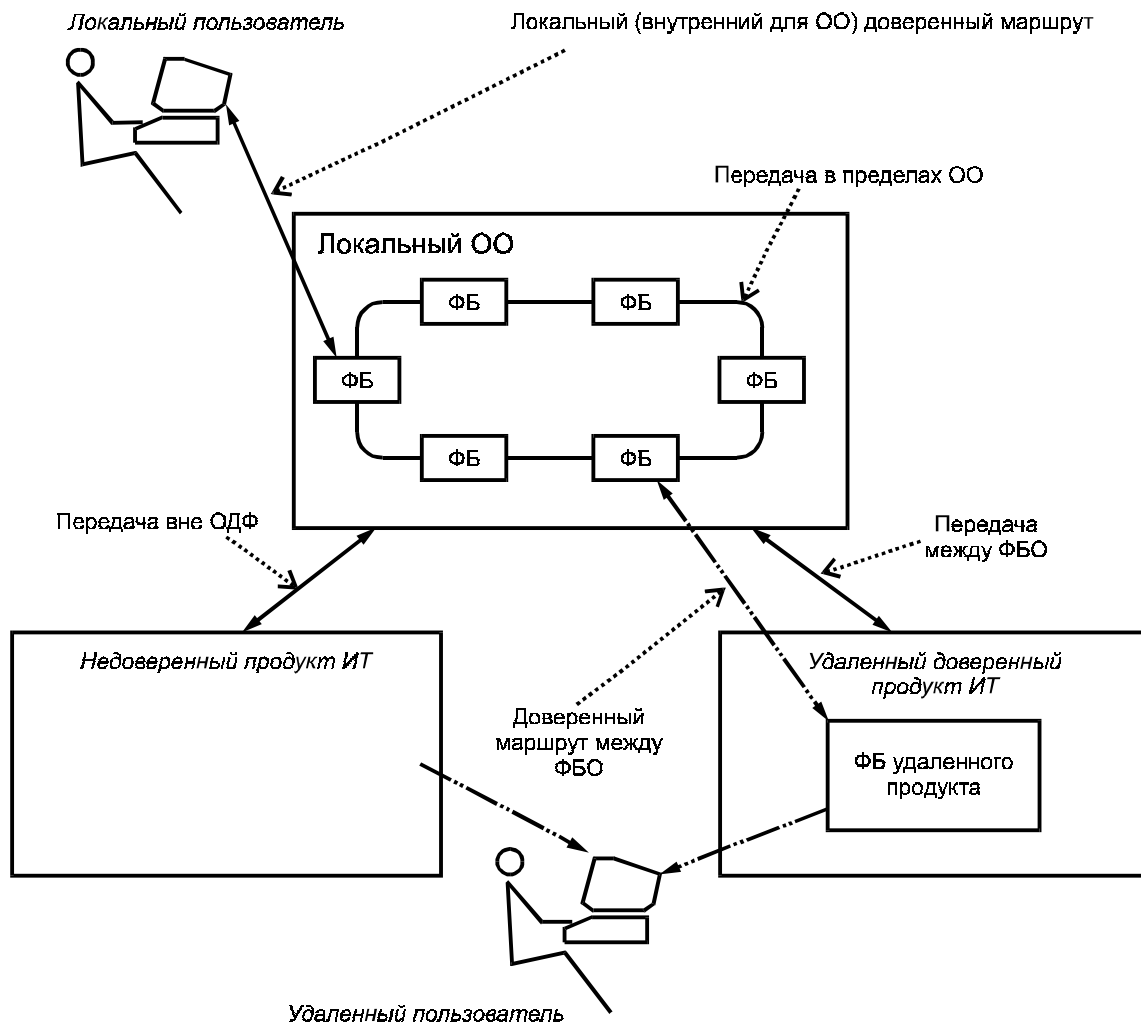 Локальный пользователь
Локальный (внутренний для ОО) доверенный маршрут
Передача в пределах ОО
Локальный ОО
ФБ
ФБ
ФБ
ФБ
ФБ
ФБ
Передача вне ОДФ
Передача
между ФБО
Недоверенный продукт ИТ
Удаленный доверенный
продукт ИТ
Доверенный
маршрут между
ФБО
ФБ удаленного
продукта
Удаленный пользователь